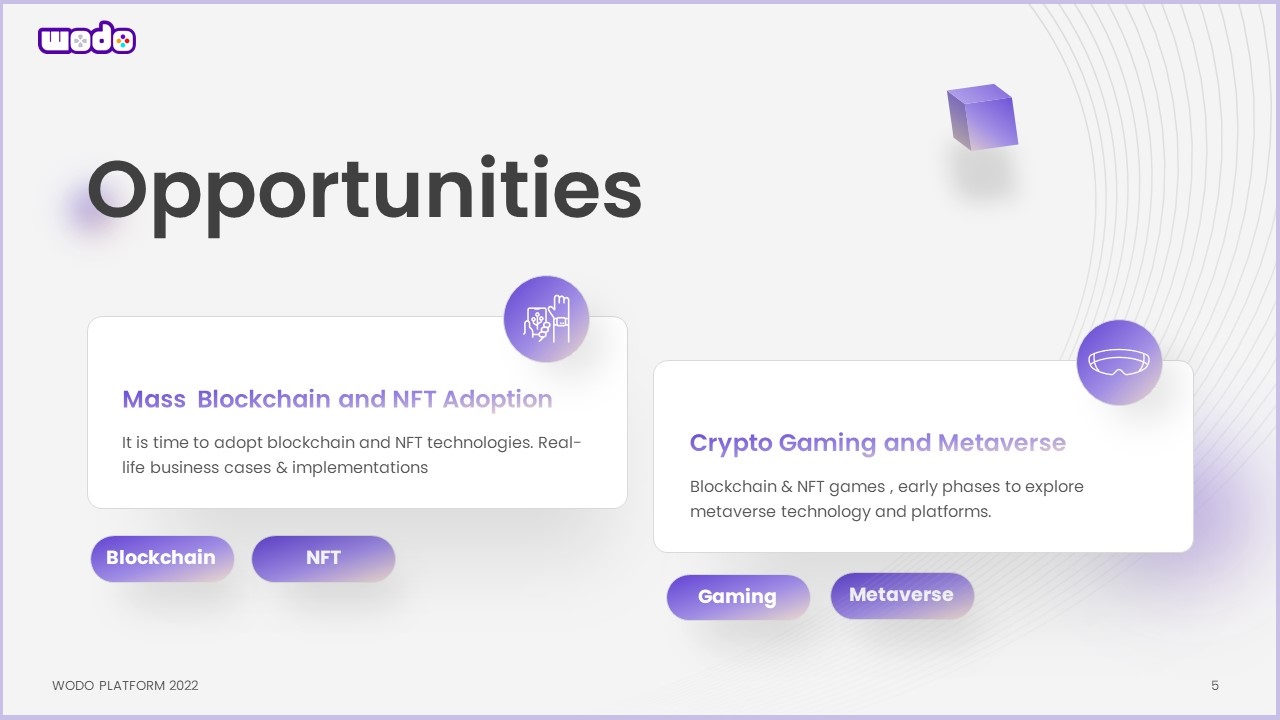 wodo
Opportunities
Mass Blockchain and NFT Adoption
It is time to adopt blockchain and NFT technologies. Real-
life business cases & implementations
Blockchain
NFT
Crypto Gaming and Metaverse
Blockchain & NFT games , early phases to explore
metaverse technology and platforms.
Gaming
Metaverse
WODO PLATFORM 2022
5